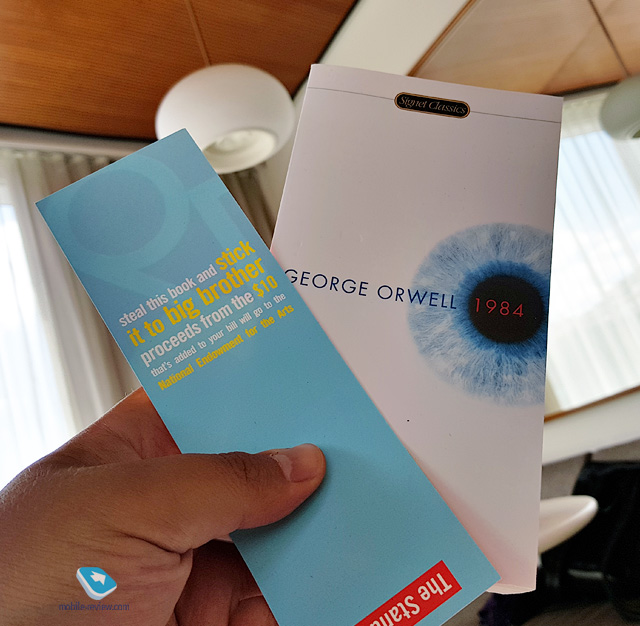 Signet Classics
GEORGE ORWELL 1984
steal this book and stick
it to big brother
proceeds from the $10
that's added to your bill will go to the
National Endowment for the Arts
The Stan
mobile-review.com